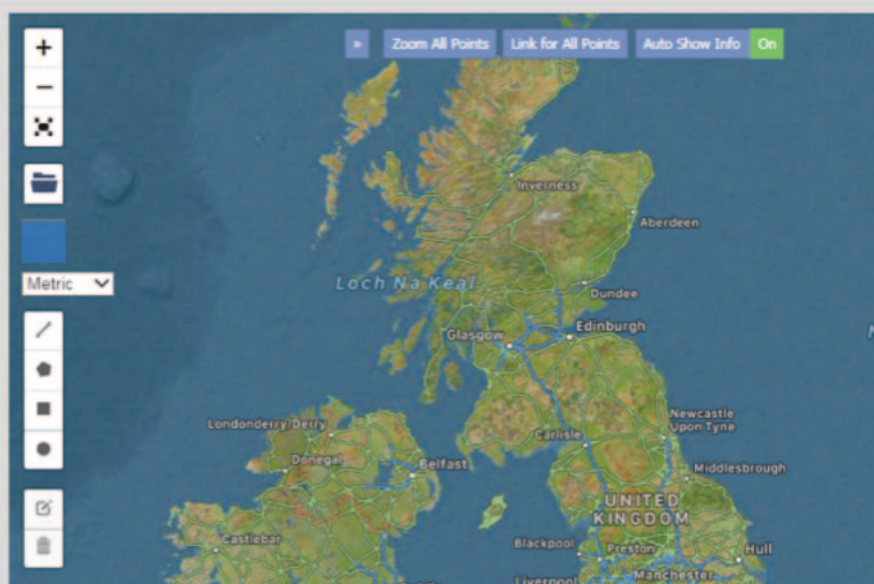 +
» Zoom All Points Link for All Points Auto Show Info On
−
Inverness
Aberdeen
Metric
Loch Na Keal
Dundee
Glasgow
Edinburgh
Londonderry/Derry
Newcastle
Upon Tyne
Carlisle
Donegal
Belfast
Middlesbrough
UNITED
KINGDOM
Castlebar
Blackpool
Preston
Hull
Manchester
Liverpool